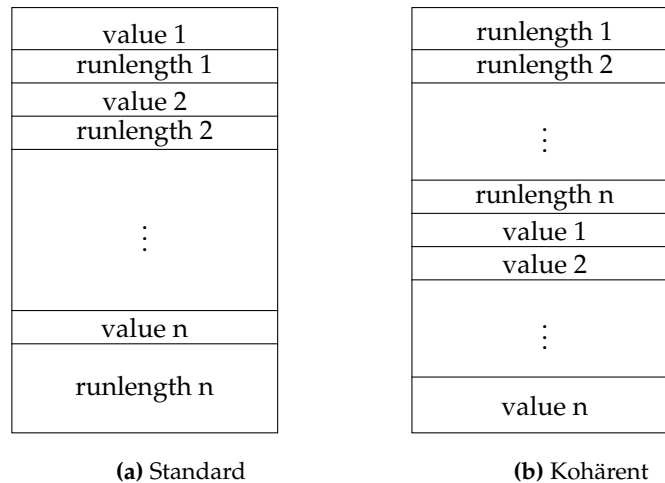 value 1
runlength 1
value 2
runlength 2
⋮
value n
runlength n
(a) Standard
runlength 1
runlength 2
⋮
runlength n
value 1
value 2
⋮
value n
(b) Kohärent